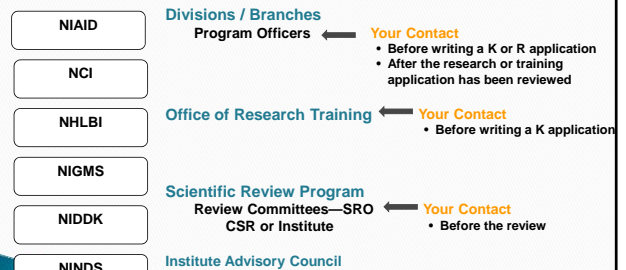 NIAID
NCI
NHLBI
NIGMS
NIDDK
NINDS
Divisions / Branches
Program Officers
Your Contact
• Before writing a K or R application
• After the research or training
application has been reviewed
Office of Research Training
Your Contact
• Before writing a K application
Scientific Review Program
Review Committees—SRO
CSR or Institute
Your Contact
• Before the review
Institute Advisory Council